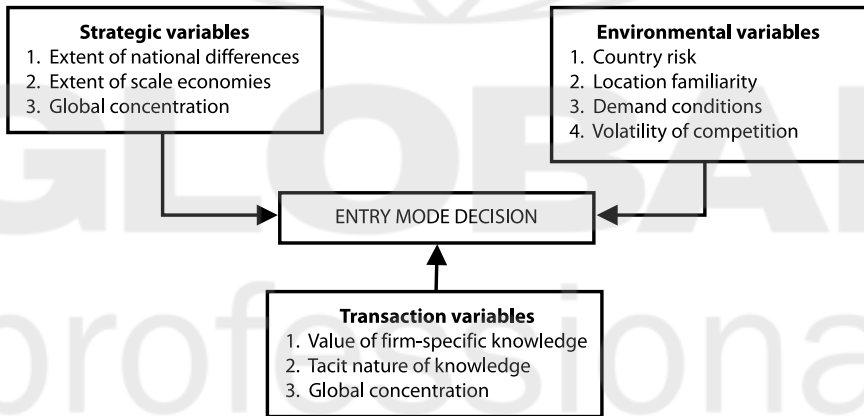 Strategic variables
1. Extent of national differences
2. Extent of scale economies
3. Global concentration
Environmental variables
1. Country risk
2. Location familiarity
3. Demand conditions
4. Volatility of competition
ENTRY MODE DECISION
Transaction variables
1. Value of firm-specific knowledge
2. Tacit nature of knowledge
3. Global concentration
GLOBAL
professional